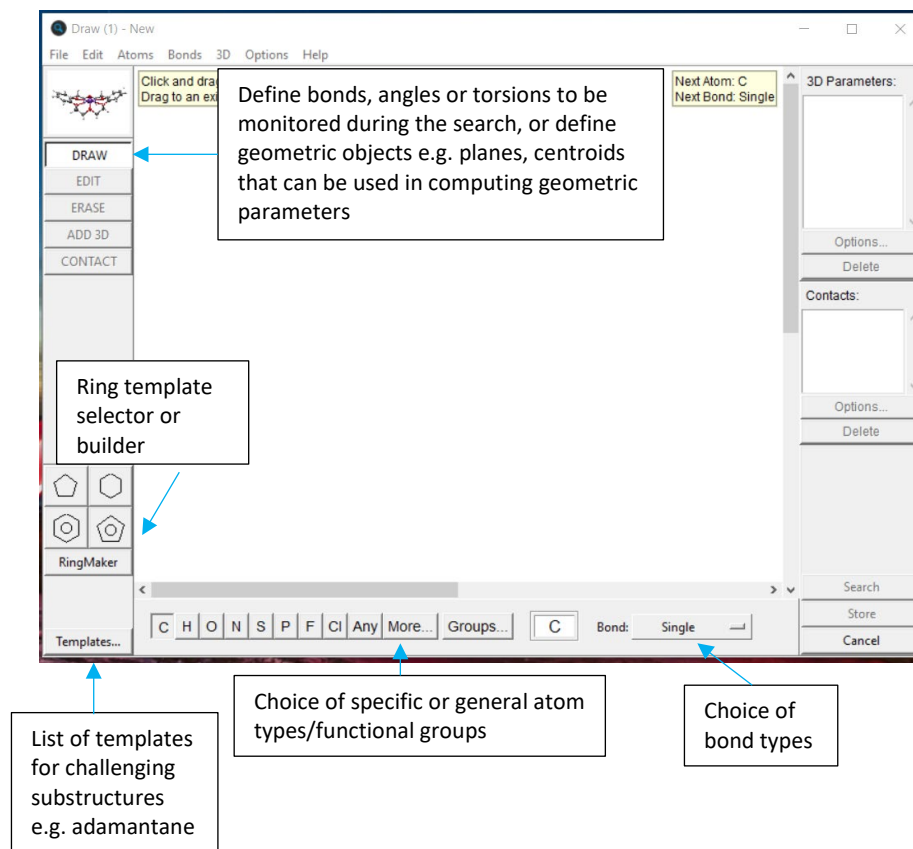 Draw (1) - New
File Edit Atoms Bonds 3D Options Help
Click and drag
Drag to an exi
Next Atom: C
Next Bond: Single
3D Parameters:
Define bonds, angles or torsions to be
monitored during the search, or define
geometric objects e.g. planes, centroids
that can be used in computing geometric
parameters
DRAW
EDIT
ERASE
ADD 3D
CONTACT
Options...
Delete
Contacts:
Options...
Delete
Ring template
selector or
builder
RingMaker
Templates...
C H O N S P F Cl Any More... Groups... C Bond: Single
Search
Store
Cancel
List of templates
for challenging
substructures
e.g. adamantane
Choice of specific or general atom
types/functional groups
Choice of
bond types